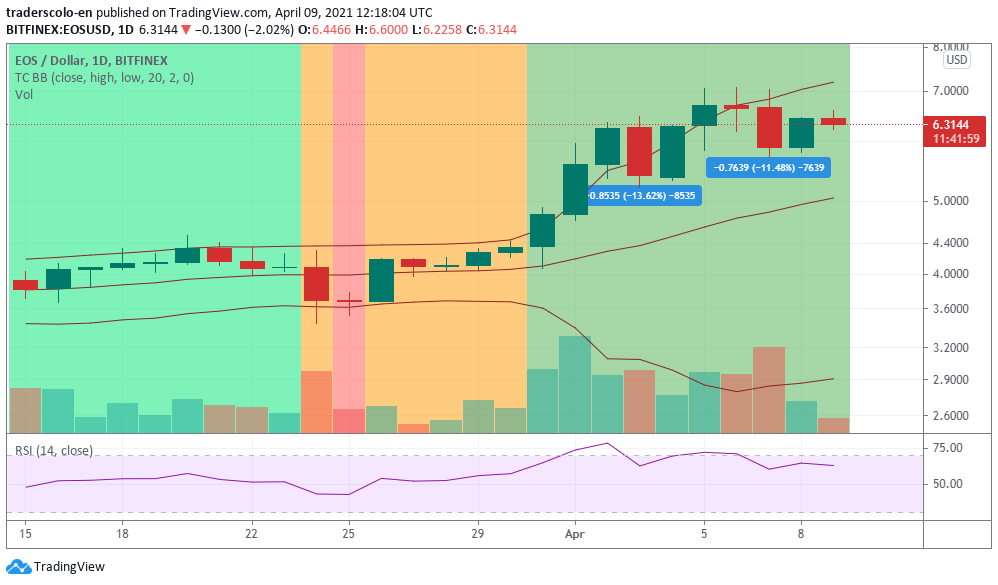 traderscolo-en published on TradingView.com, April 09, 2021 12:18:04 UTC
BITFINEX:EOSUSD, 1D 6.3144 ▼ −0.1300 (−2.02%) O:6.4466 H:6.6000 L:6.2258 C:6.3144
EOS / Dollar, 1D, BITFINEX
TC BB (close, high, low, 20, 2, 0)
Vol
8.0000
USD
7.0000
6.3144
11:41:59
−0.7639 (−11.48%) −7639
−0.8535 (−13.62%) −8535
5.0000
4.4000
4.0000
3.6000
3.2000
2.9000
2.6000
RSI (14, close)
75.00
50.00
15 18 22 25 29 Apr 5 8
TradingView